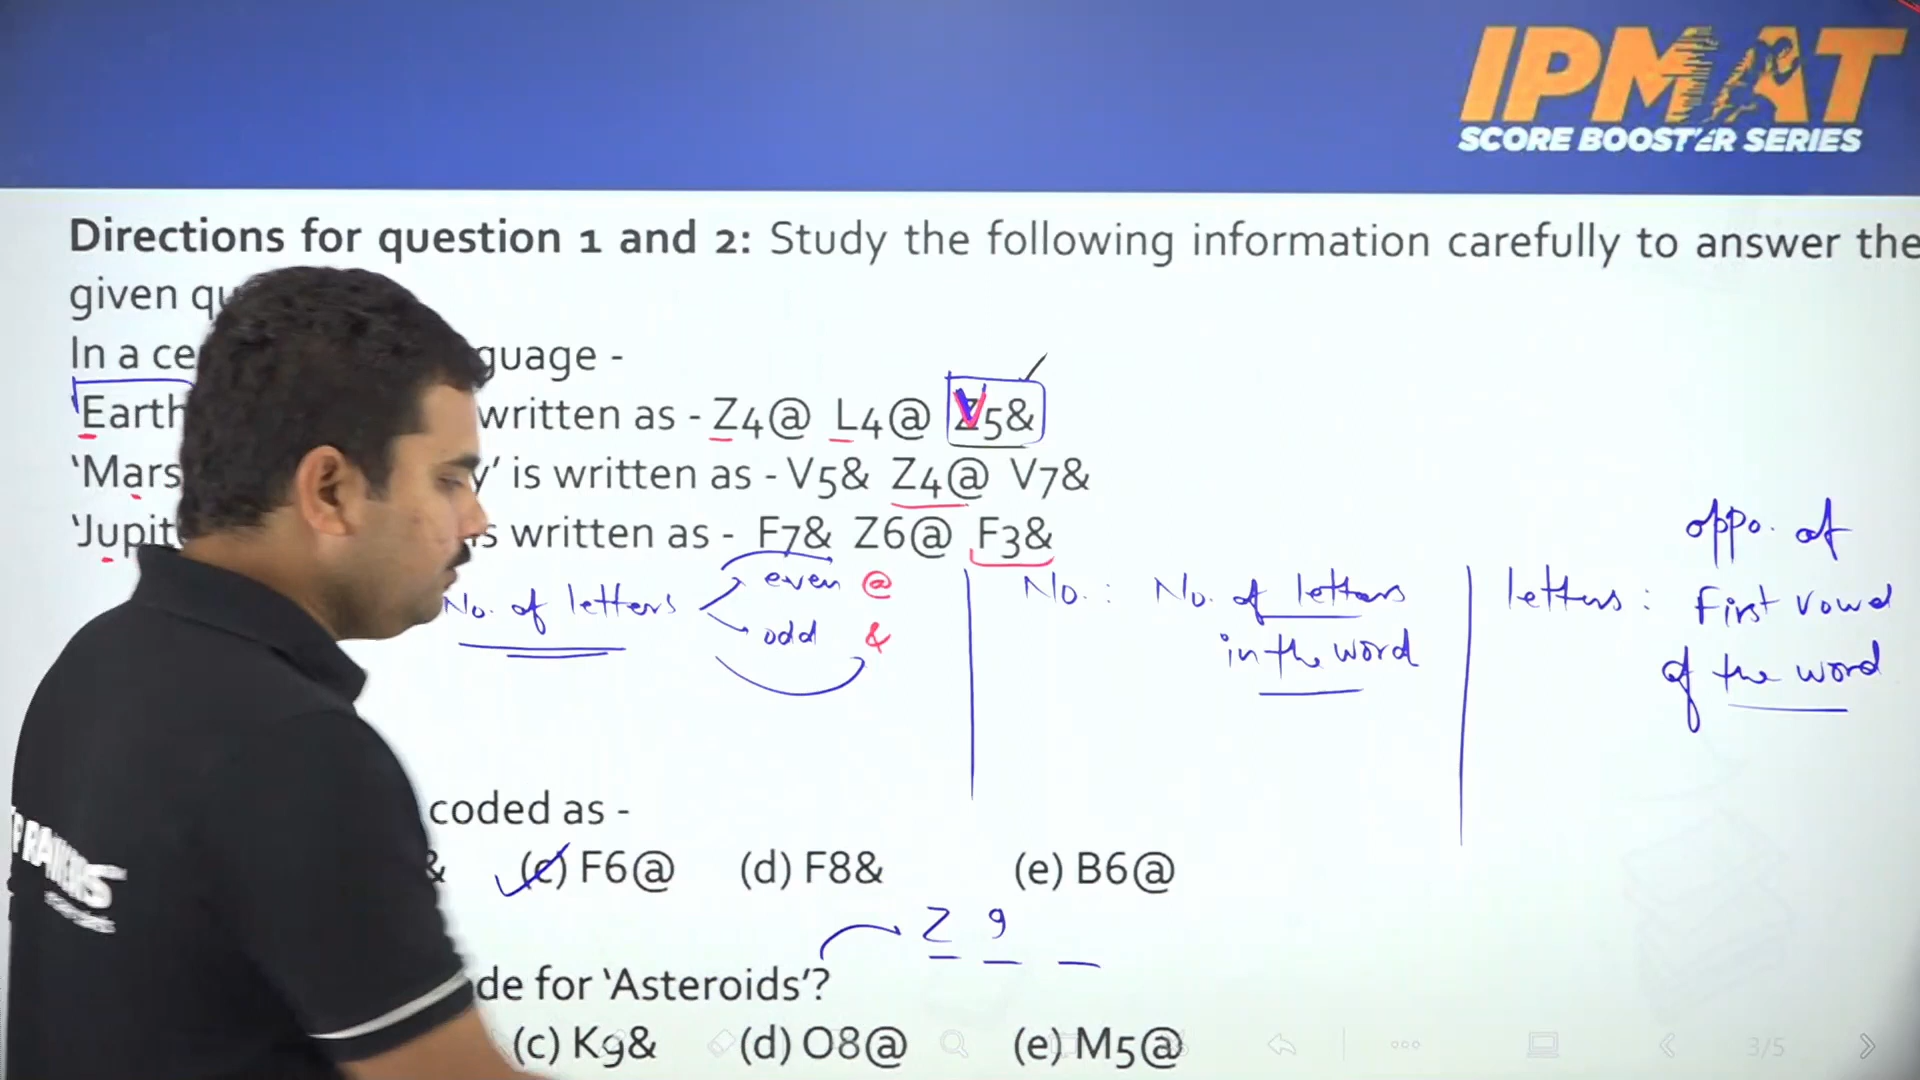 IPMAT
SCORE BOOSTER SERIES
Directions for question 1 and 2: Study the following information carefully to answer the
given qu
In a ce guage -
'Earth written as - Z4@ L4@ V5&
'Mars y' is written as - V5& Z4@ V7&
'Jupit s written as - F7& Z6@ F3&
No. of letters
even @
odd &
No. : No. of letters
in the word
oppo. of
letters : First vowel
of the word
coded as -
& (c) F6@ (d) F8& (e) B6@
Z 9
de for 'Asteroids'?
(c) K9& (d) O8@ (e) M5@
3/5
RANKERS